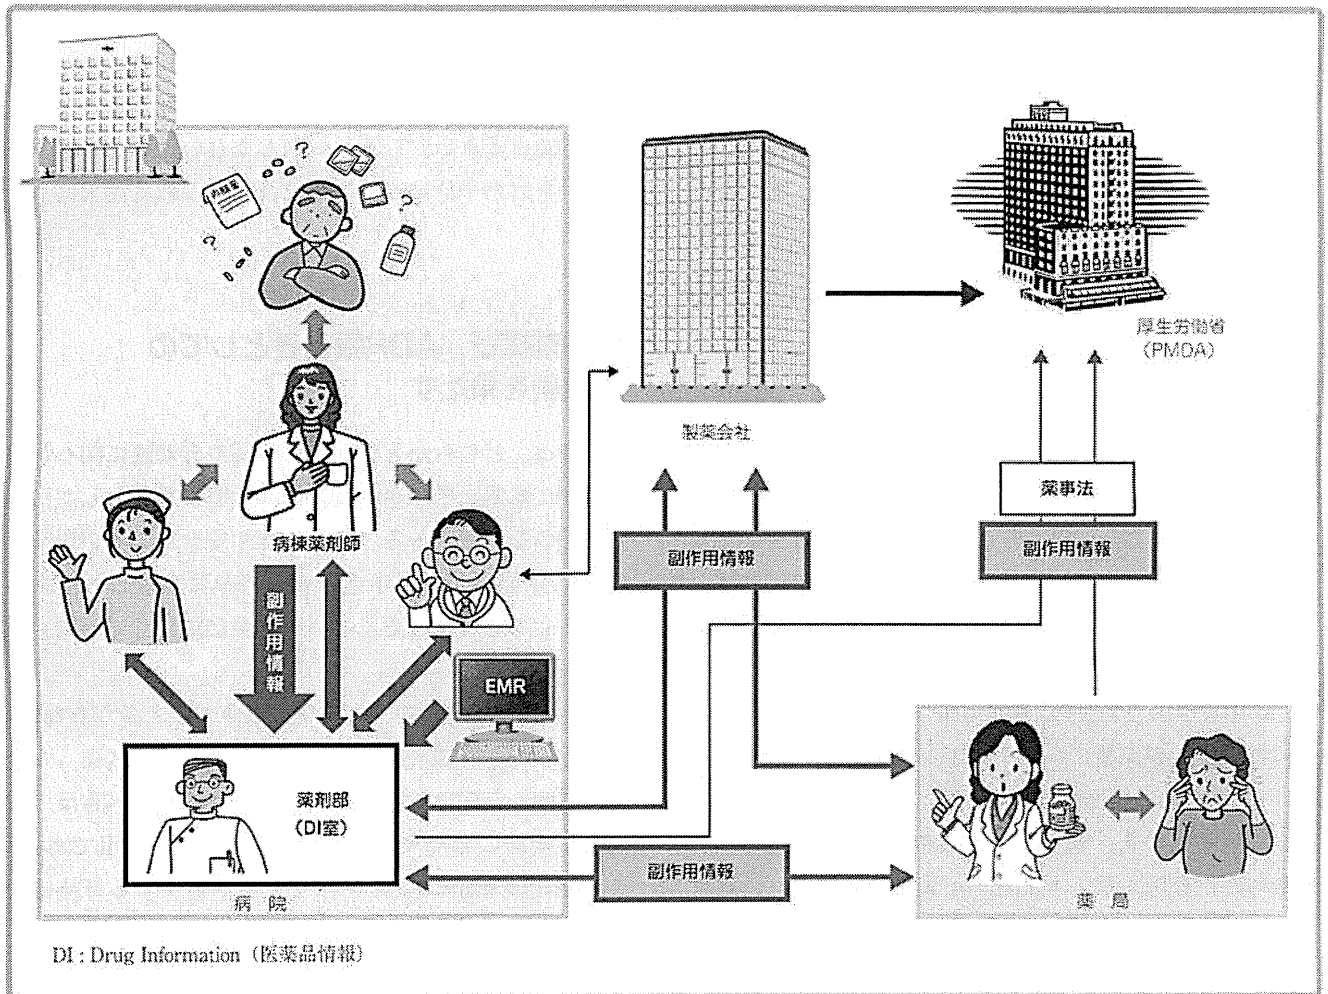 ?
?
?
病棟薬剤師
副作用情報
EMR
薬剤部
（DI室）
病 院
製薬会社
厚生労働省
（PMDA）
薬事法
副作用情報
副作用情報
副作用情報
薬 局
DI : Drug Information（医薬品情報）